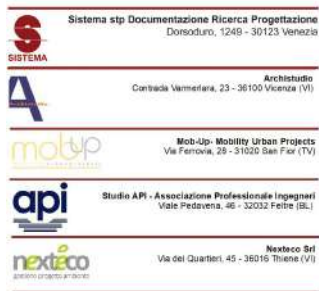 S
SISTEMA
Sistema stp Documentazione Ricerca Progettazione
Dorsoduro, 1249 - 30123 Venezia
A
Archistudio
Contrada Varmerlara, 23 - 36100 Vicenza (VI)
mobup
Mob-Up- Mobility Urban Projects
Via Ferrovia, 28 - 31020 San Fior (TV)
api
Studio API - Associazione Professionale Ingegneri
Viale Pedavena, 46 - 32032 Feltre (BL)
nexteco
Nexteco Srl
Via dei Quartieri, 45 - 36016 Thiene (VI)